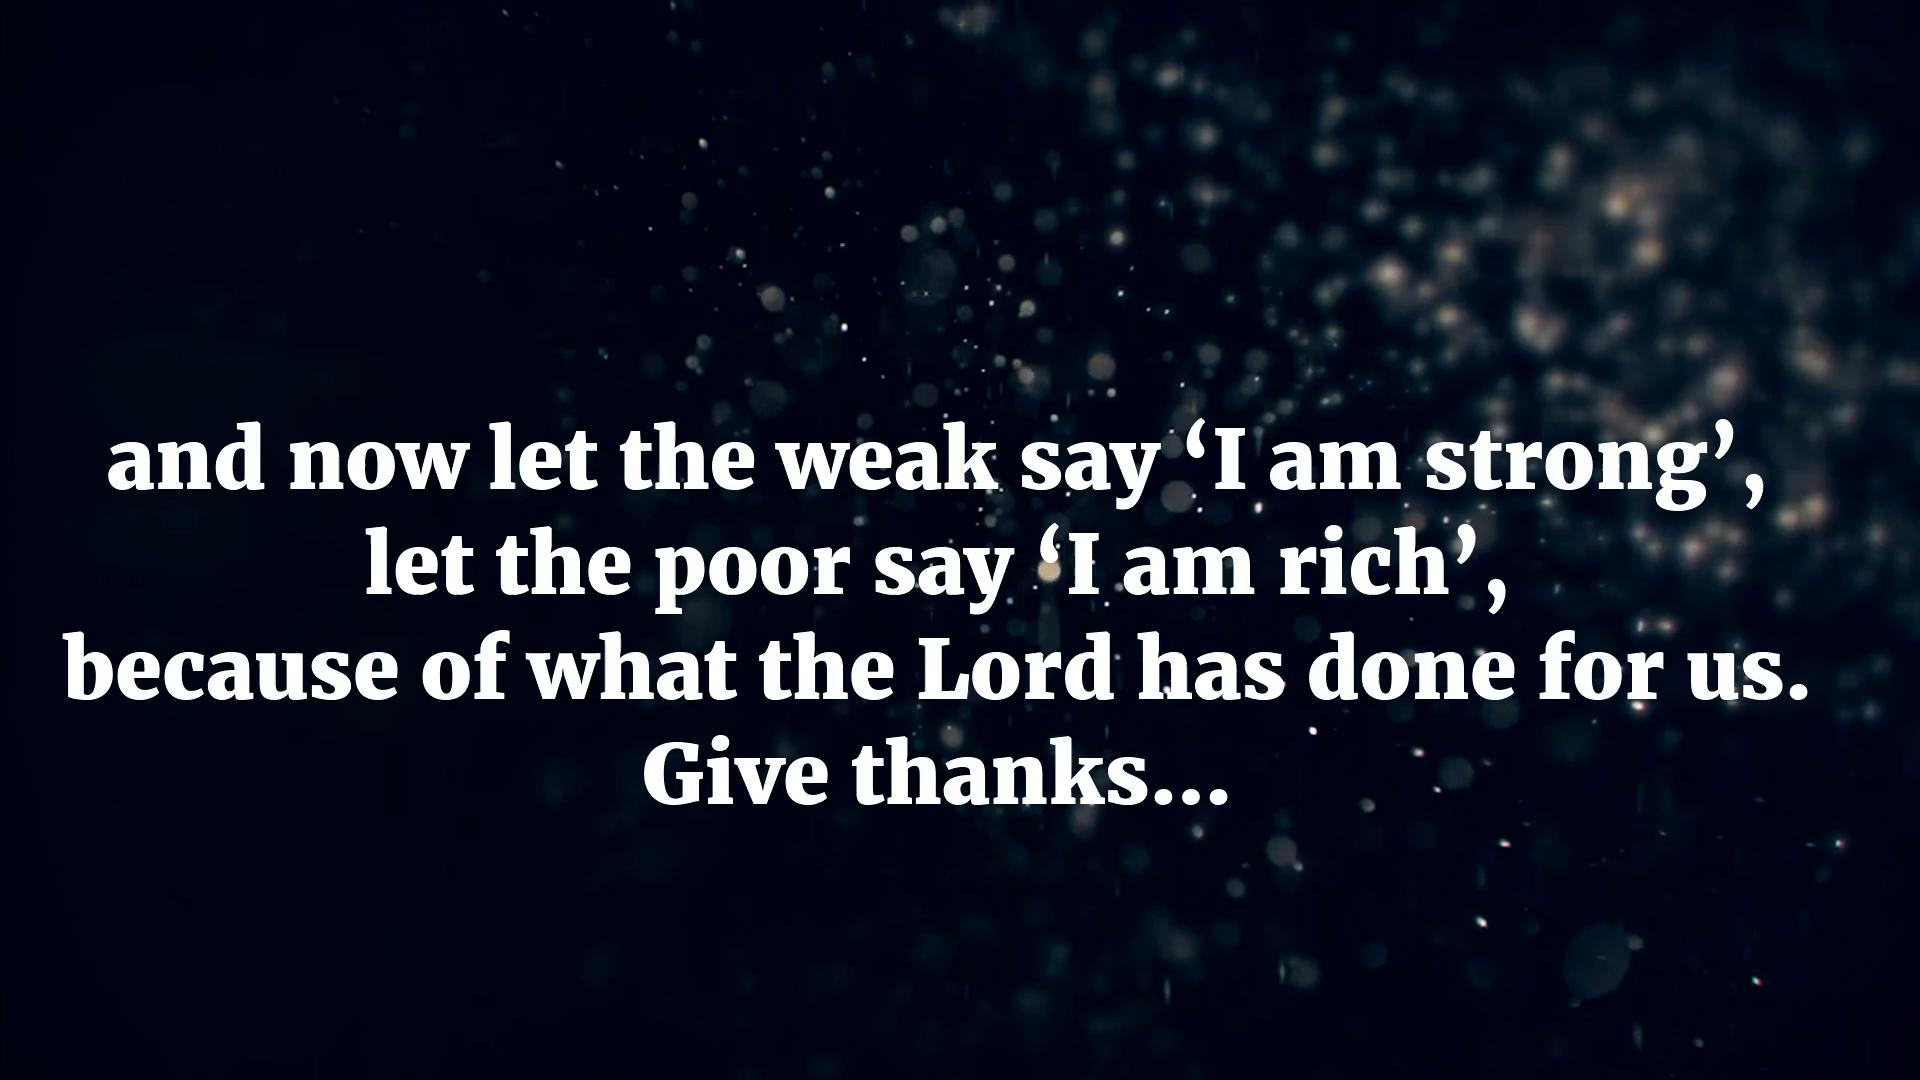 and now let the weak say ‘I am strong’,
let the poor say ‘I am rich’,
because of what the Lord has done for us.
Give thanks…